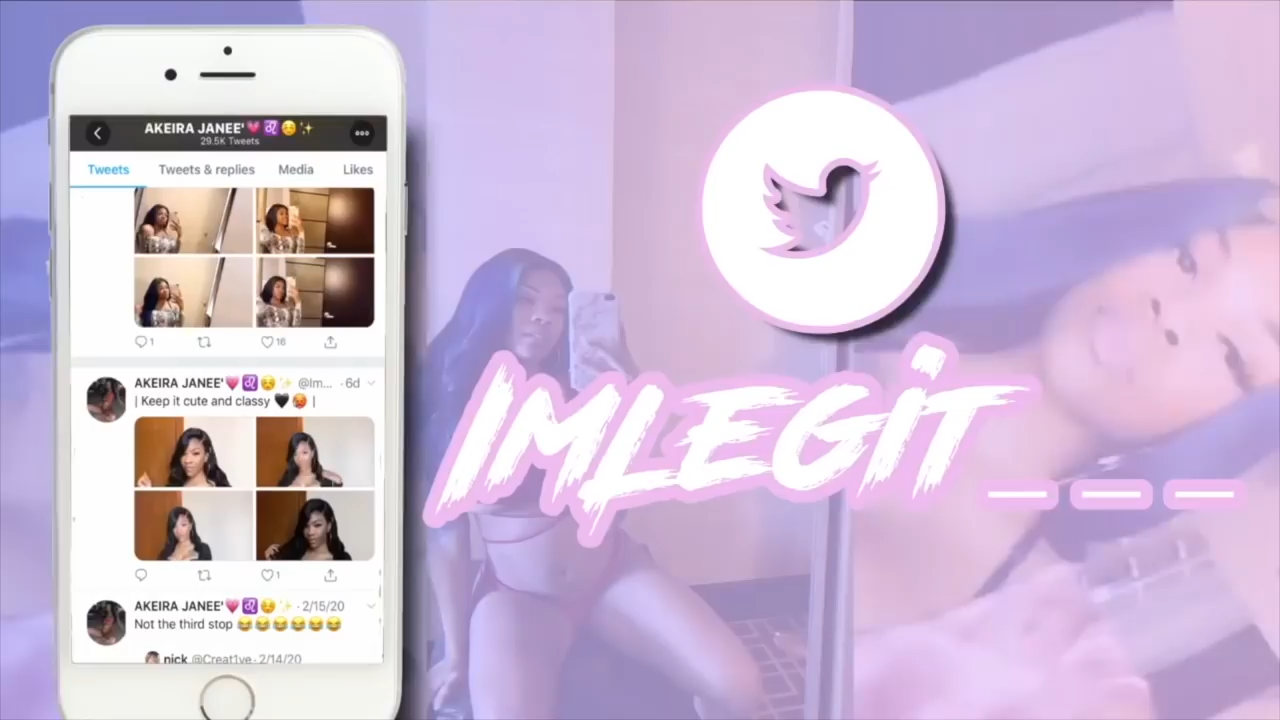 AKEIRA JANEE'💗♌☺️✨
29.5K Tweets
Tweets Tweets & replies Media Likes
1 16
AKEIRA JANEE'💗♌☺️✨ @Im... · 6d
| Keep it cute and classy 🖤🥵 |
1
AKEIRA JANEE'💗♌☺️✨ · 2/15/20
Not the third stop 😂😂😂😂😂😂
nick @Creat1ve · 2/14/20
IMLEGIT_ _ _